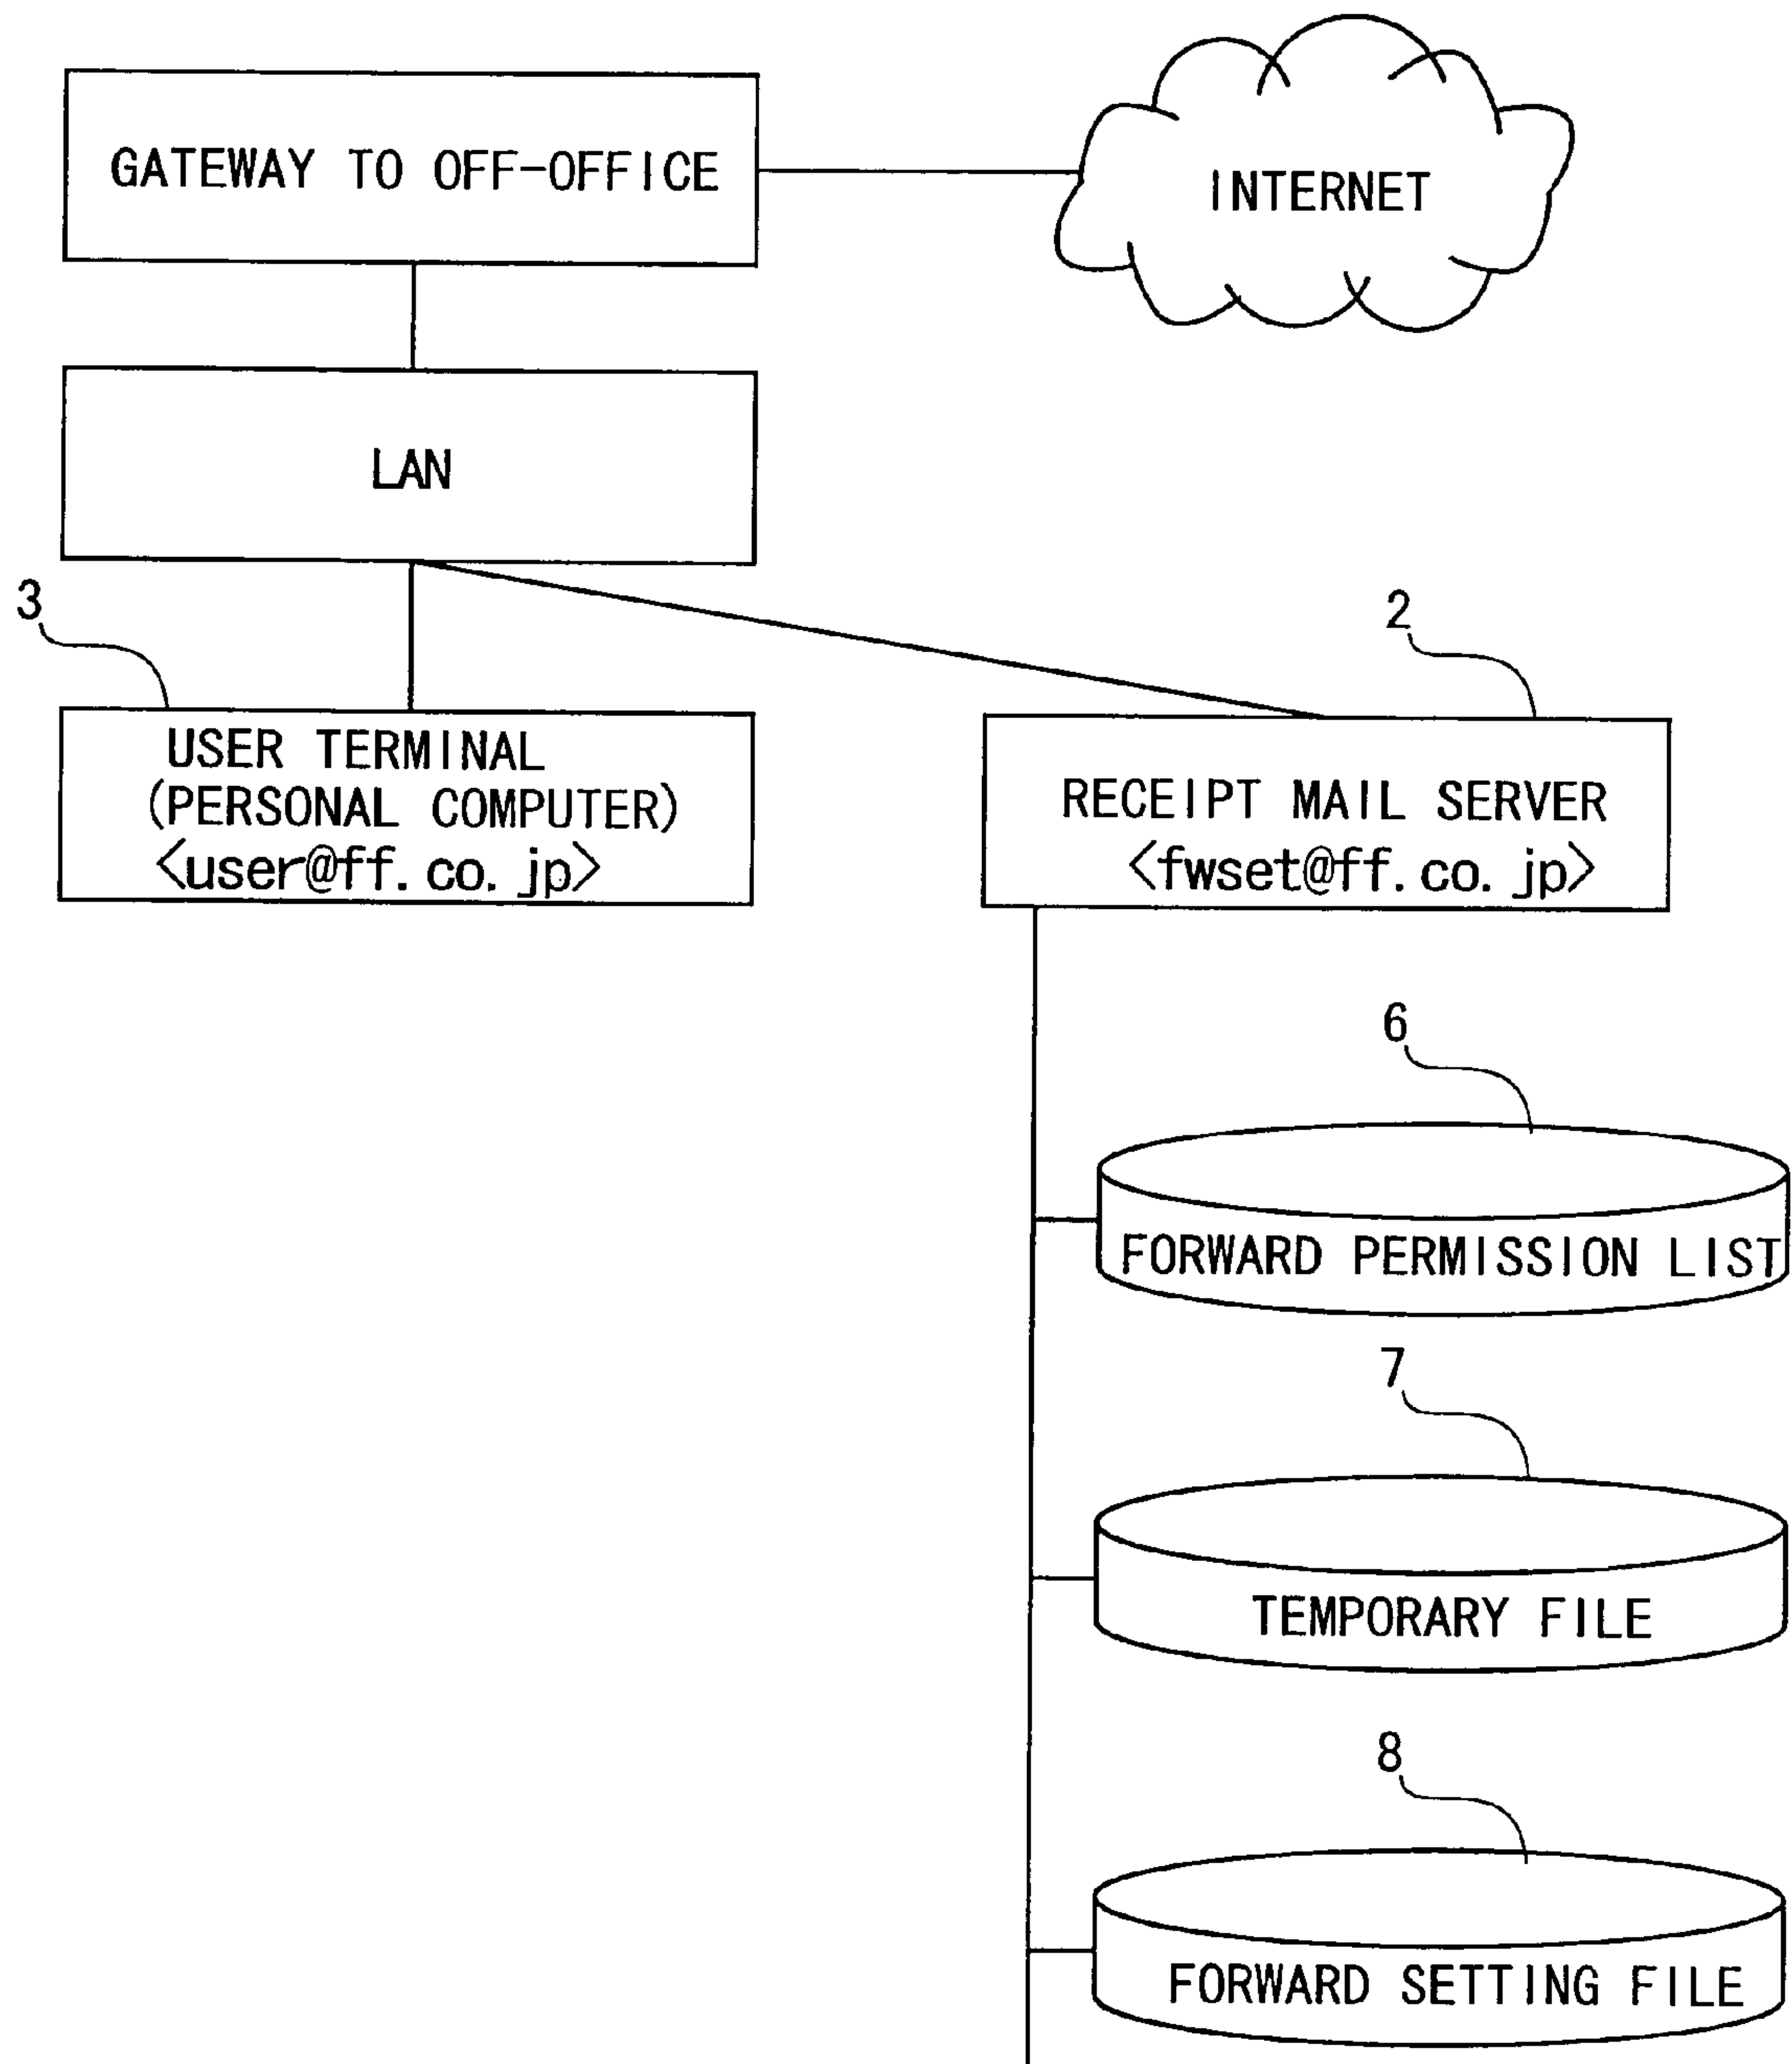 GATEWAY TO OFF-OFFICE
INTERNET
LAN
3
2
USER TERMINAL
(PERSONAL COMPUTER)
<user@ff.co.jp>
RECEIPT MAIL SERVER
<fwset@ff.co.jp>
6
FORWARD PERMISSION LIST
7
TEMPORARY FILE
8
FORWARD SETTING FILE